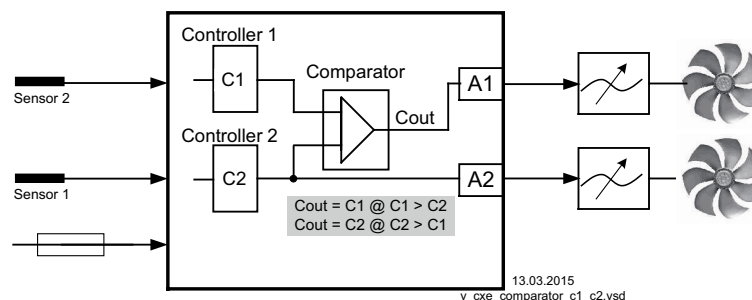 Controller 1
C1
Comparator
A1
Cout
Sensor 2
Controller 2
C2
A2
Sensor 1
Cout = C1 @ C1 > C2
Cout = C2 @ C2 > C1
13.03.2015
v_cxe_comparator_c1_c2.vsd